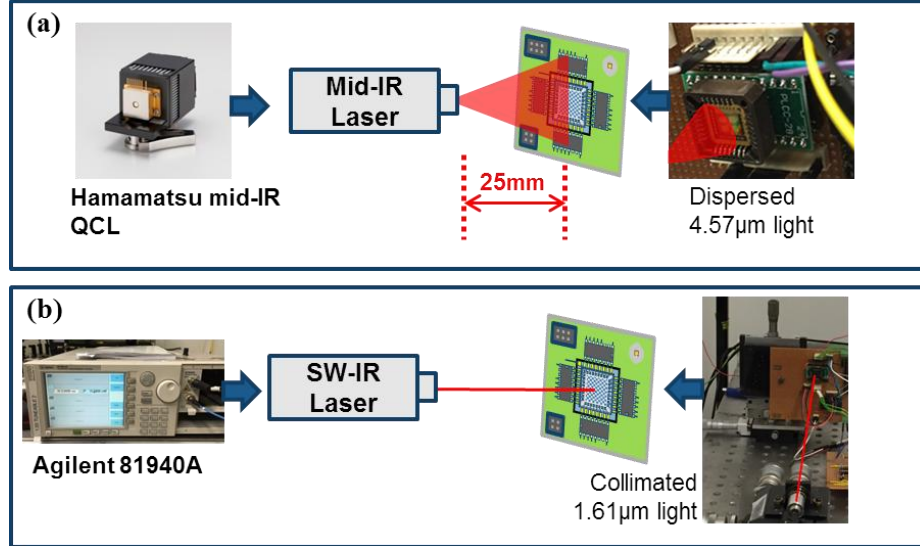 (a)
Mid-IR
Laser
25mm
Hamamatsu mid-IR
QCL
Dispersed
4.57µm light
(b)
SW-IR
Laser
Agilent 81940A
Collimated
1.61µm light